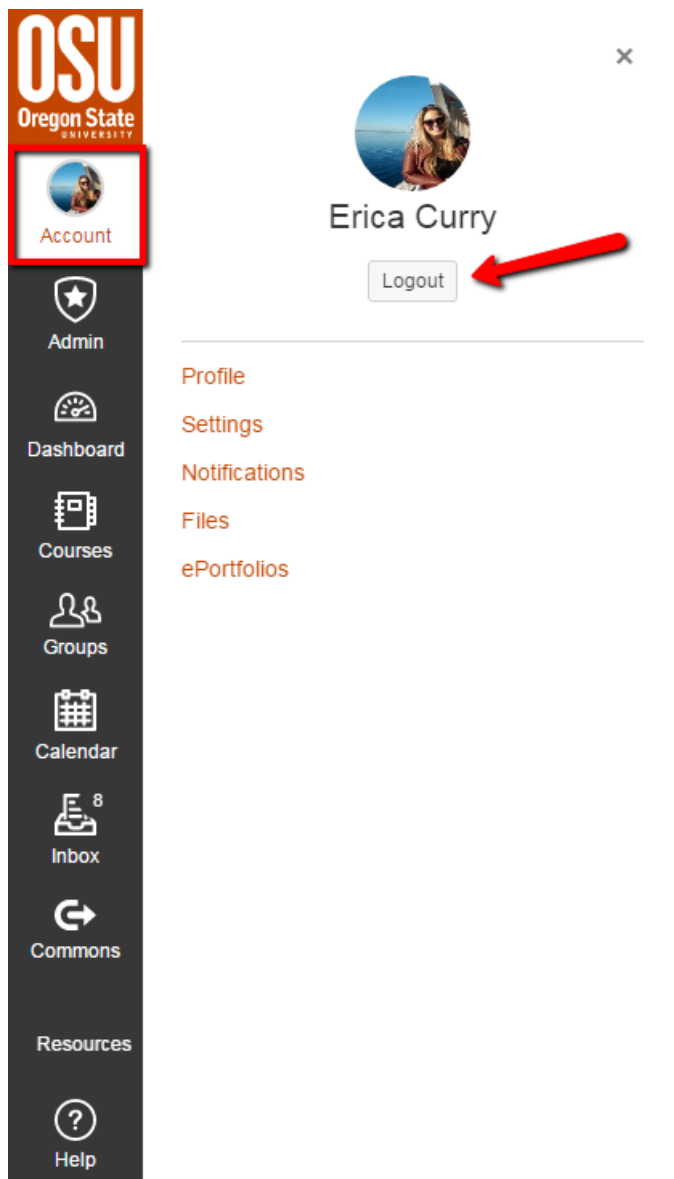 OSU
Oregon State
UNIVERSITY
Account
Admin
Dashboard
Courses
Groups
Calendar
8
Inbox
Commons
Resources
?
Help
×
Erica Curry
Logout
Profile
Settings
Notifications
Files
ePortfolios